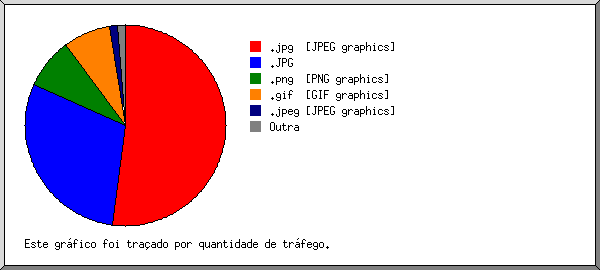 .jpg [JPEG graphics]
.JPG
.png [PNG graphics]
.gif [GIF graphics]
.jpeg [JPEG graphics]
Outra
Este gráfico foi traçado por quantidade de tráfego.